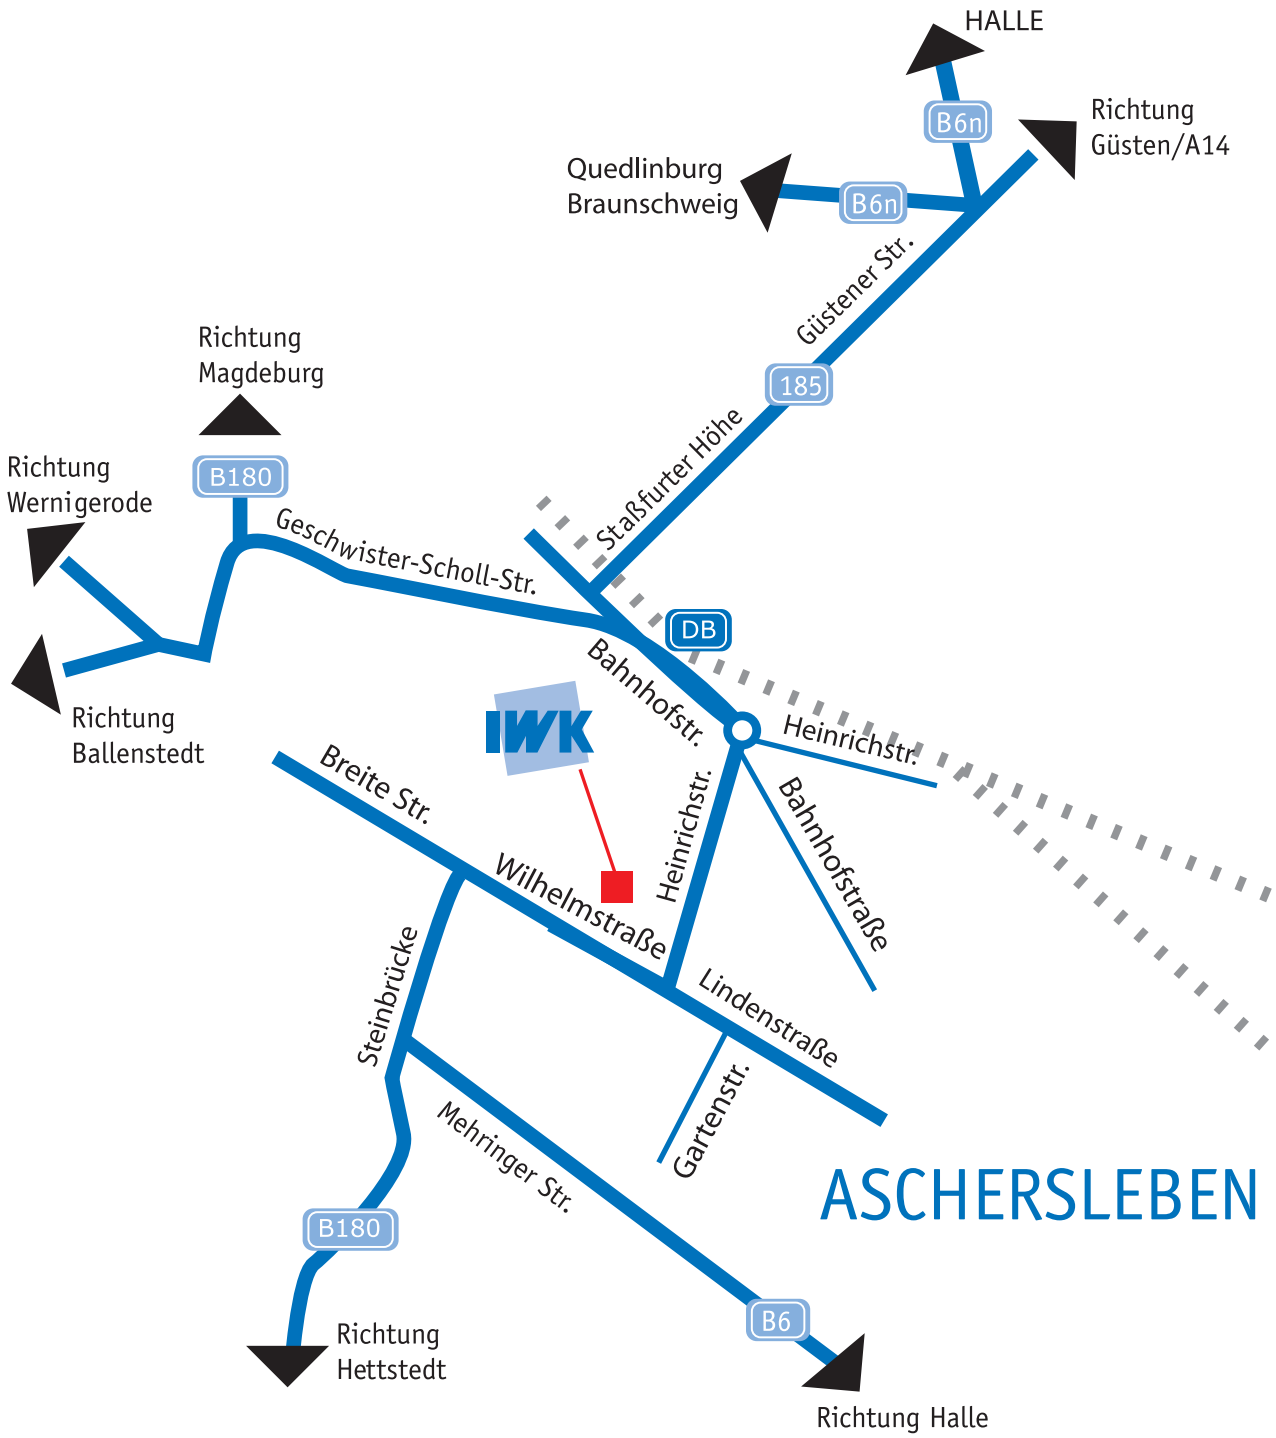 HALLE
B6n
Richtung
Güsten/A14
Quedlinburg
Braunschweig
B6n
Güstener Str.
185
Staßfurter Höhe
Richtung
Magdeburg
B180
Richtung
Wernigerode
Geschwister-Scholl-Str.
DB
Bahnhofstr.
Richtung
Ballenstedt
IWK
Heinrichstr.
Breite Str.
Heinrichstr.
Bahnhofstraße
Wilhelmstraße
Steinbrücke
Lindenstraße
Gartenstr.
Mehringer Str.
ASCHERSLEBEN
B180
B6
Richtung
Hettstedt
Richtung Halle